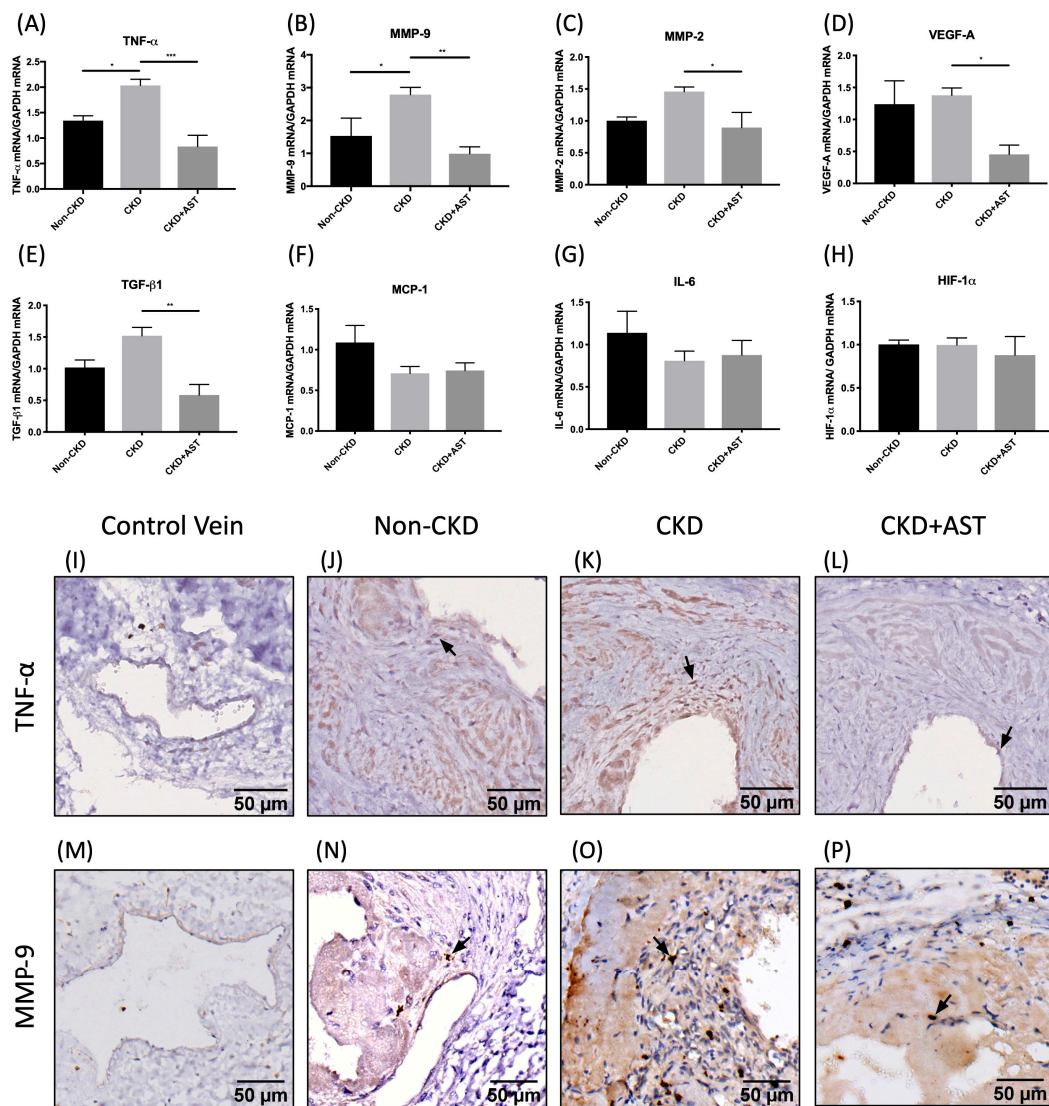 (A)
TNF-α
TNF-α mRNA/GAPDH mRNA
2.5
2.0
1.5
1.0
0.5
0.0
*
***
Non-CKD
CKD
CKD+AST
(B)
MMP-9
MMP-9 mRNA/GAPDH mRNA
4
3
2
1
0
*
**
Non-CKD
CKD
CKD+AST
(C)
MMP-2
MMP-2 mRNA/GAPDH mRNA
2.0
1.5
1.0
0.5
0.0
*
Non-CKD
CKD
CKD+AST
(D)
VEGF-A
VEGF-A mRNA/GAPDH mRNA
2.0
1.5
1.0
0.5
0.0
*
Non-CKD
CKD
CKD+AST
(E)
TGF-β1
TGF-β1 mRNA/GAPDH mRNA
2.0
1.5
1.0
0.5
0.0
**
Non-CKD
CKD
CKD+AST
(F)
MCP-1
MCP-1 mRNA/GAPDH mRNA
1.5
1.0
0.5
0.0
Non-CKD
CKD
CKD+AST
(G)
IL-6
IL-6 mRNA/GAPDH mRNA
1.5
1.0
0.5
0.0
Non-CKD
CKD
CKD+AST
(H)
HIF-1α
HIF-1α mRNA/ GADPH mRNA
1.5
1.0
0.5
0.0
Non-CKD
CKD
CKD+AST
Control Vein
Non-CKD
CKD
CKD+AST
TNF-α
(I)
50 µm
(J)
50 µm
(K)
50 µm
(L)
50 µm
MMP-9
(M)
50 µm
(N)
50 µm
(O)
50 µm
(P)
50 µm